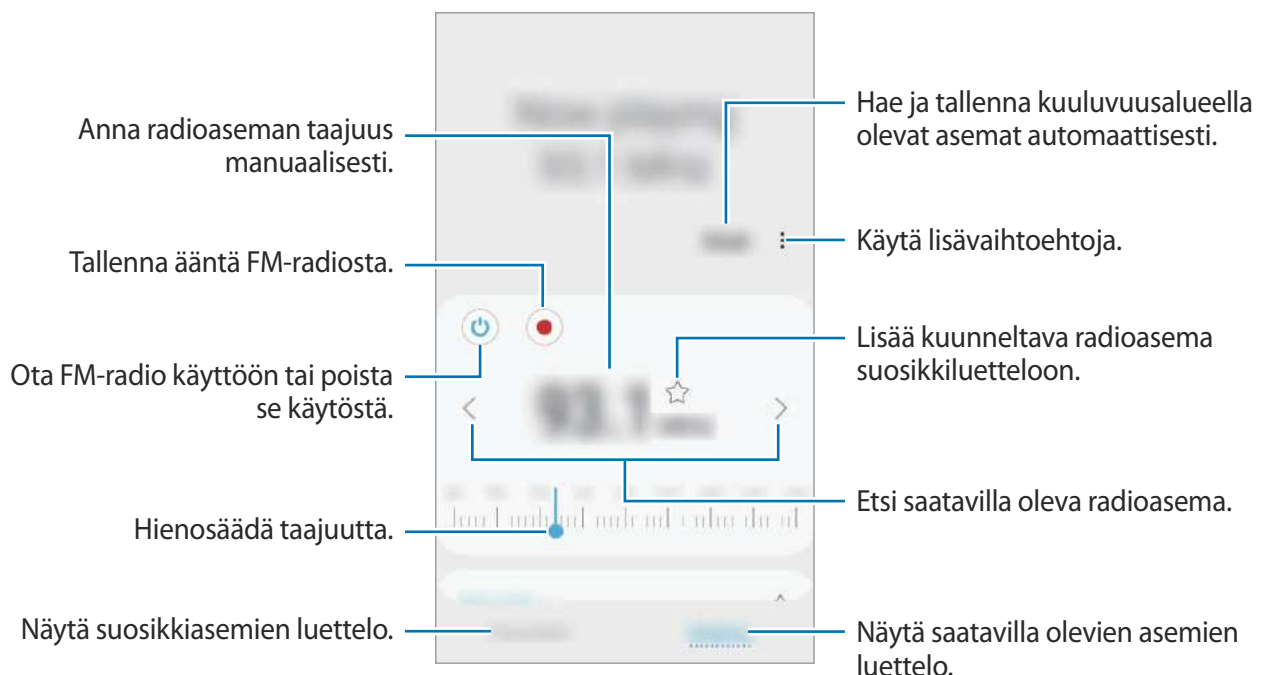 Anna radioaseman taajuus
manuaalisesti.
Tallenna ääntä FM-radiosta.
Ota FM-radio käyttöön tai poista
se käytöstä.
Hienosäädä taajuutta.
Näytä suosikkiasemien luettelo.
93.1
Hae ja tallenna kuuluvuusalueella
olevat asemat automaattisesti.
Käytä lisävaihtoehtoja.
Lisää kuunneltava radioasema
suosikkiluetteloon.
Etsi saatavilla oleva radioasema.
Näytä saatavilla olevien asemien
luettelo.